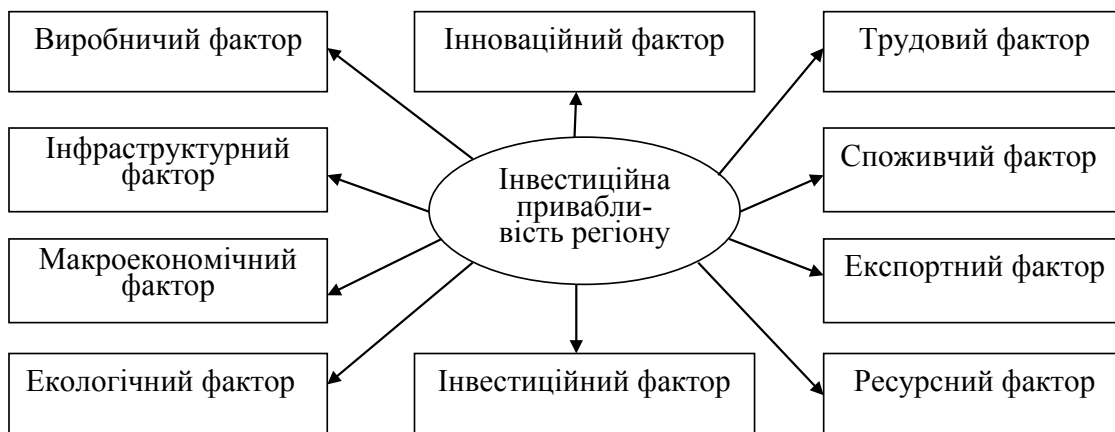 Виробничий фактор
Інноваційний фактор
Трудовий фактор
Інфраструктурний
фактор
Інвестиційна
привабли-
вість регіону
Споживчий фактор
Макроекономічний
фактор
Експортний фактор
Екологічний фактор
Інвестиційний фактор
Ресурсний фактор